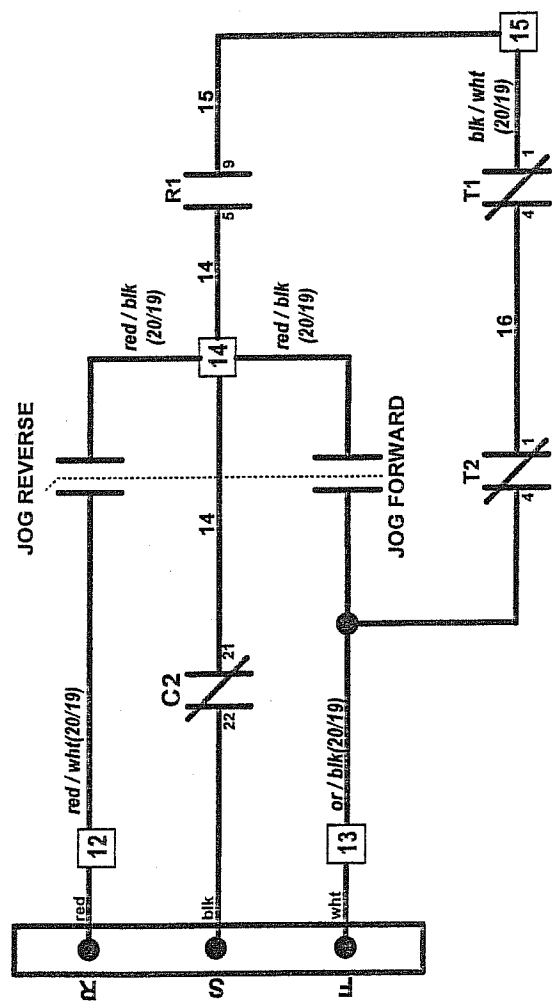 JOG REVERSE
JOG FORWARD
R
S
F
red
blk
wht
12
13
red / wht(20/19)
or / blk(20/19)
C2
22
21
14
red / blk
(20/19)
14
red / blk
(20/19)
14
R1
5
9
15
15
blk / wht
(20/19)
T1
4
1
16
T2
4
1